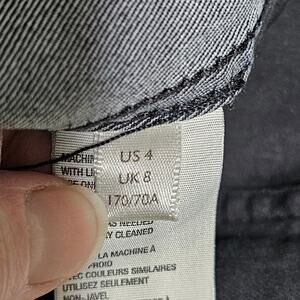 US 4
UK 8
170/70A
MACHIN
WITH LI
AS NEEDED
Y CLEANED
LA MACHINE À
FROID
EC COULEURS SIMILAIRES
UTILISEZ SEULEMENT
NON-JAVEL